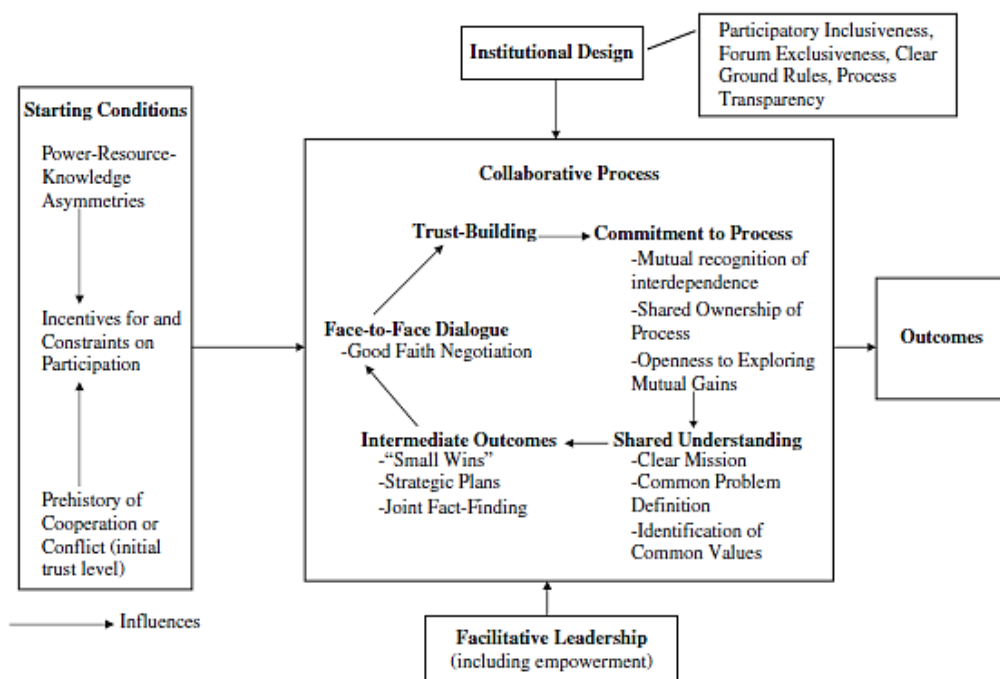 Institutional Design
Participatory Inclusiveness,
Forum Exclusiveness, Clear
Ground Rules, Process
Transparency
Starting Conditions
Power-Resource-
Knowledge
Asymmetries
Incentives for and
Constraints on
Participation
Prehistory of
Cooperation or
Conflict (initial
trust level)
Influences
Collaborative Process
Trust-Building
Commitment to Process
-Mutual recognition of
interdependence
-Shared Ownership of
Process
-Openness to Exploring
Mutual Gains
Face-to-Face Dialogue
-Good Faith Negotiation
Intermediate Outcomes
-“Small Wins”
-Strategic Plans
-Joint Fact-Finding
Shared Understanding
-Clear Mission
-Common Problem
Definition
-Identification of
Common Values
Outcomes
Facilitative Leadership
(including empowerment)